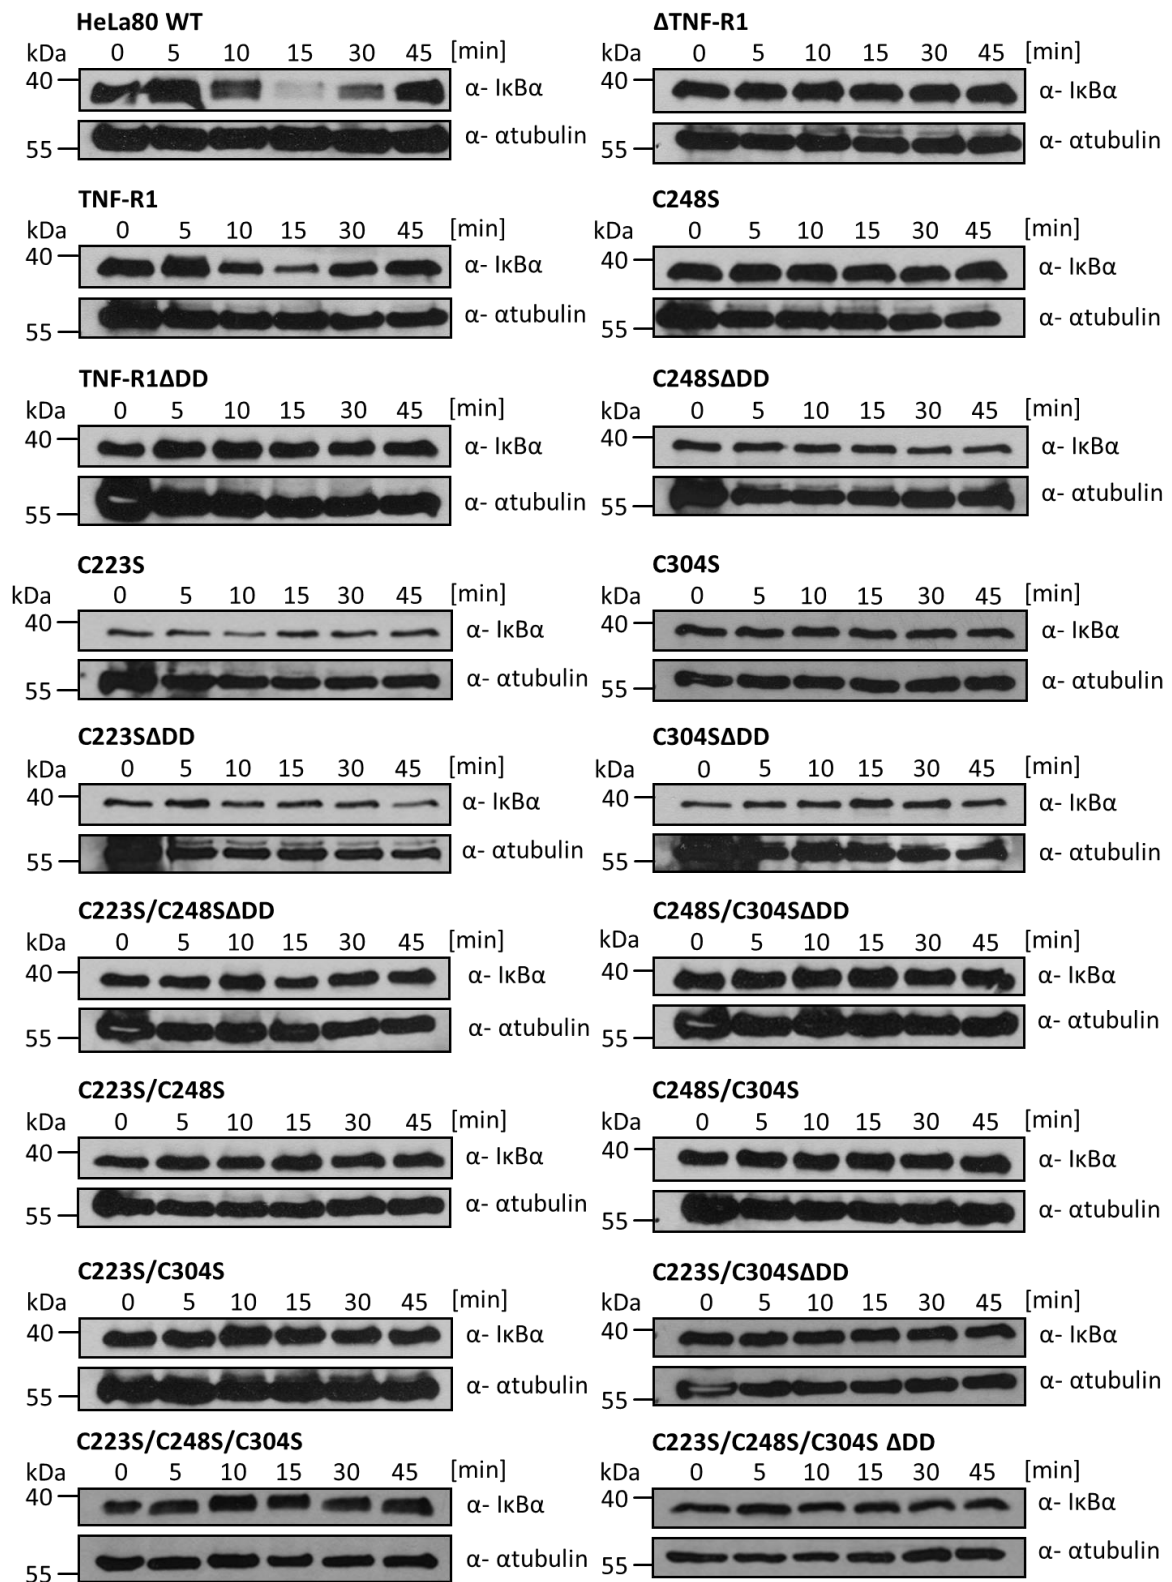 HeLa80 WT
kDa 0 5 10 15 30 45 [min]
40 α- IκBα
55 α- αtubulin
ΔTNF-R1
kDa 0 5 10 15 30 45 [min]
40 α- IκBα
55 α- αtubulin
TNF-R1
kDa 0 5 10 15 30 45 [min]
40 α- IκBα
55 α- αtubulin
C248S
kDa 0 5 10 15 30 45 [min]
40 α- IκBα
55 α- αtubulin
TNF-R1ΔDD
kDa 0 5 10 15 30 45 [min]
40 α- IκBα
55 α- αtubulin
C248SΔDD
kDa 0 5 10 15 30 45 [min]
40 α- IκBα
55 α- αtubulin
C223S
kDa 0 5 10 15 30 45 [min]
40 α- IκBα
55 α- αtubulin
C304S
kDa 0 5 10 15 30 45 [min]
40 α- IκBα
55 α- αtubulin
C223SΔDD
kDa 0 5 10 15 30 45 [min]
40 α- IκBα
55 α- αtubulin
C304SΔDD
kDa 0 5 10 15 30 45 [min]
40 α- IκBα
55 α- αtubulin
C223S/C248SΔDD
kDa 0 5 10 15 30 45 [min]
40 α- IκBα
55 α- αtubulin
C248S/C304SΔDD
kDa 0 5 10 15 30 45 [min]
40 α- IκBα
55 α- αtubulin
C223S/C248S
kDa 0 5 10 15 30 45 [min]
40 α- IκBα
55 α- αtubulin
C248S/C304S
kDa 0 5 10 15 30 45 [min]
40 α- IκBα
55 α- αtubulin
C223S/C304S
kDa 0 5 10 15 30 45 [min]
40 α- IκBα
55 α- αtubulin
C223S/C304SΔDD
kDa 0 5 10 15 30 45 [min]
40 α- IκBα
55 α- αtubulin
C223S/C248S/C304S
kDa 0 5 10 15 30 45 [min]
40 α- IκBα
55 α- αtubulin
C223S/C248S/C304S ΔDD
kDa 0 5 10 15 30 45 [min]
40 α- IκBα
55 α- αtubulin